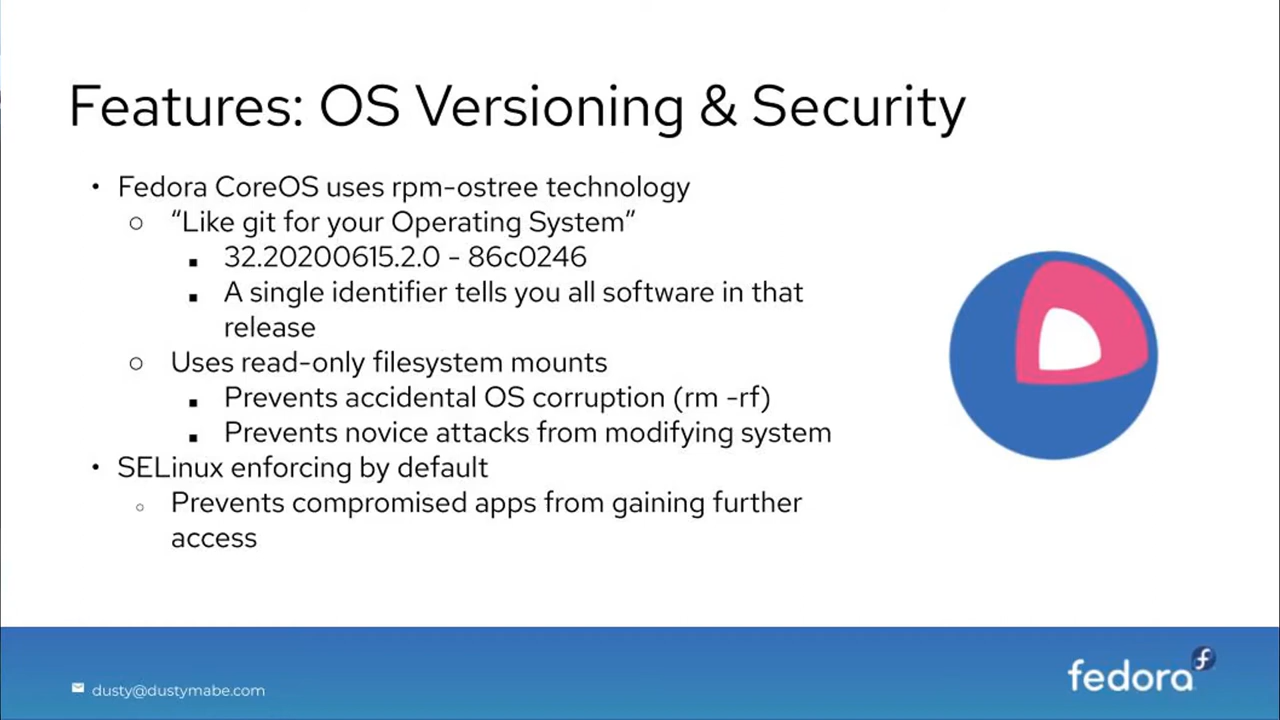 Features: OS Versioning & Security
• Fedora CoreOS uses rpm-ostree technology
○ “Like git for your Operating System”
▪ 32.20200615.2.0 - 86c0246
▪ A single identifier tells you all software in that
release
○ Uses read-only filesystem mounts
▪ Prevents accidental OS corruption (rm -rf)
▪ Prevents novice attacks from modifying system
• SELinux enforcing by default
○ Prevents compromised apps from gaining further
access
dusty@dustymabe.com
fedora